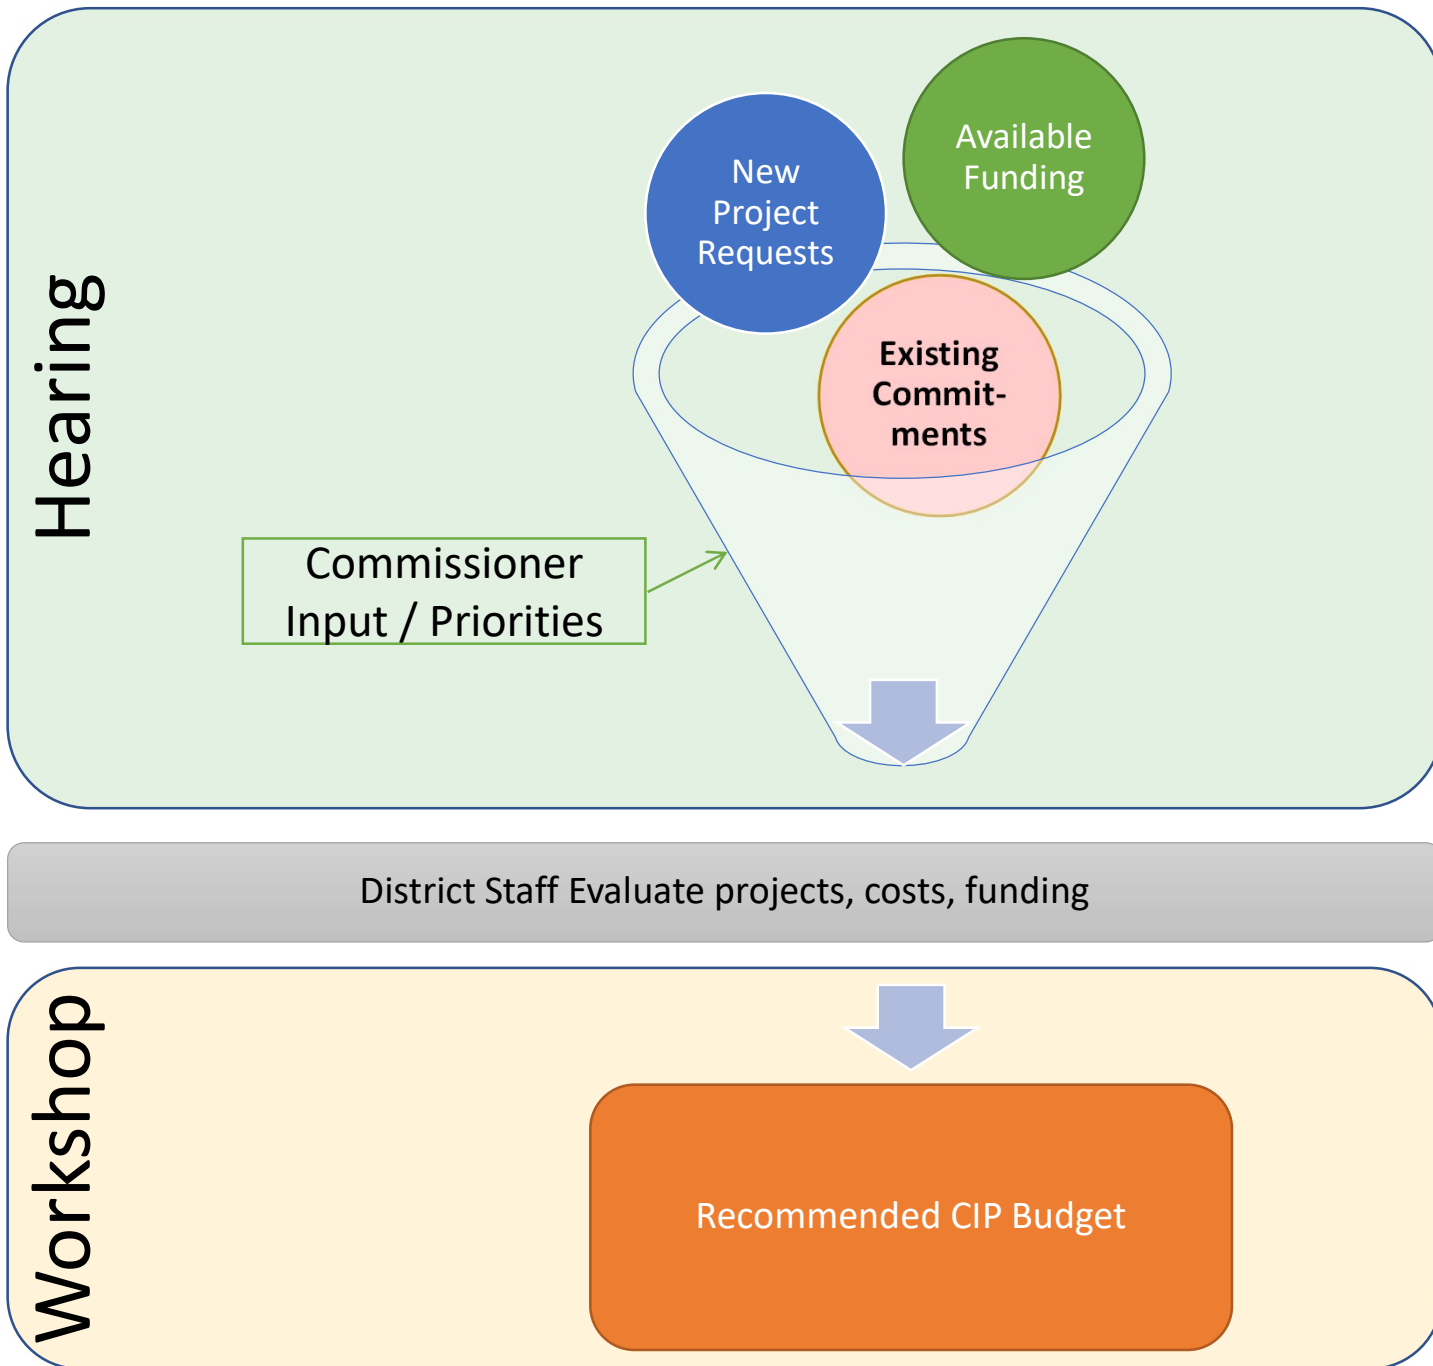 Hearing
Available
Funding
New
Project
Requests
Existing
Commit-
ments
Commissioner
Input / Priorities
District Staff Evaluate projects, costs, funding
Workshop
Recommended CIP Budget